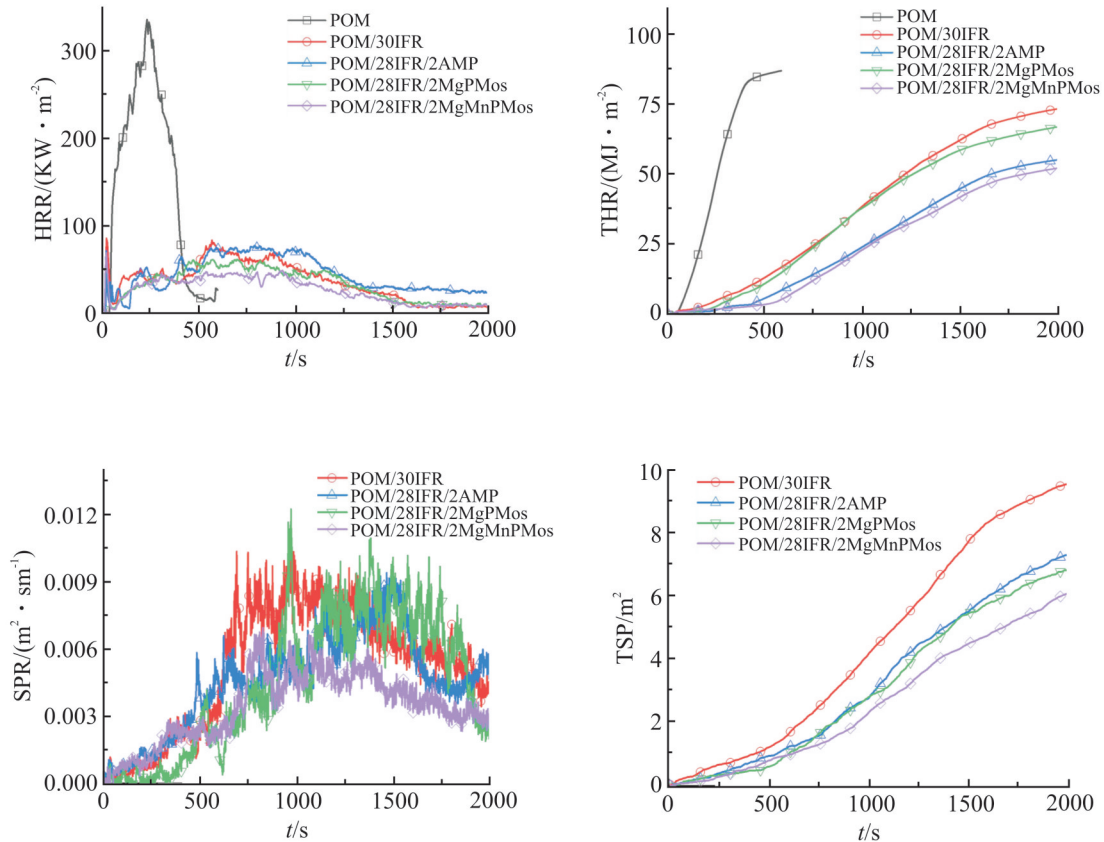 POM
POM/30IFR
POM/28IFR/2AMP
POM/28IFR/2MgPMos
POM/28IFR/2MgMnPMos
300
200
100
0
HRR/(KW · m⁻²)
0
500
1000
1500
2000
t/s
POM
POM/30IFR
POM/28IFR/2AMP
POM/28IFR/2MgPMos
POM/28IFR/2MgMnPMos
100
75
50
25
0
THR/(MJ · m⁻²)
0
500
1000
1500
2000
t/s
POM/30IFR
POM/28IFR/2AMP
POM/28IFR/2MgPMos
POM/28IFR/2MgMnPMos
0.012
0.009
0.006
0.003
0.000
SPR/(m² · sm⁻¹)
0
500
1000
1500
2000
t/s
POM/30IFR
POM/28IFR/2AMP
POM/28IFR/2MgPMos
POM/28IFR/2MgMnPMos
10
8
6
4
2
0
TSP/m²
0
500
1000
1500
2000
t/s